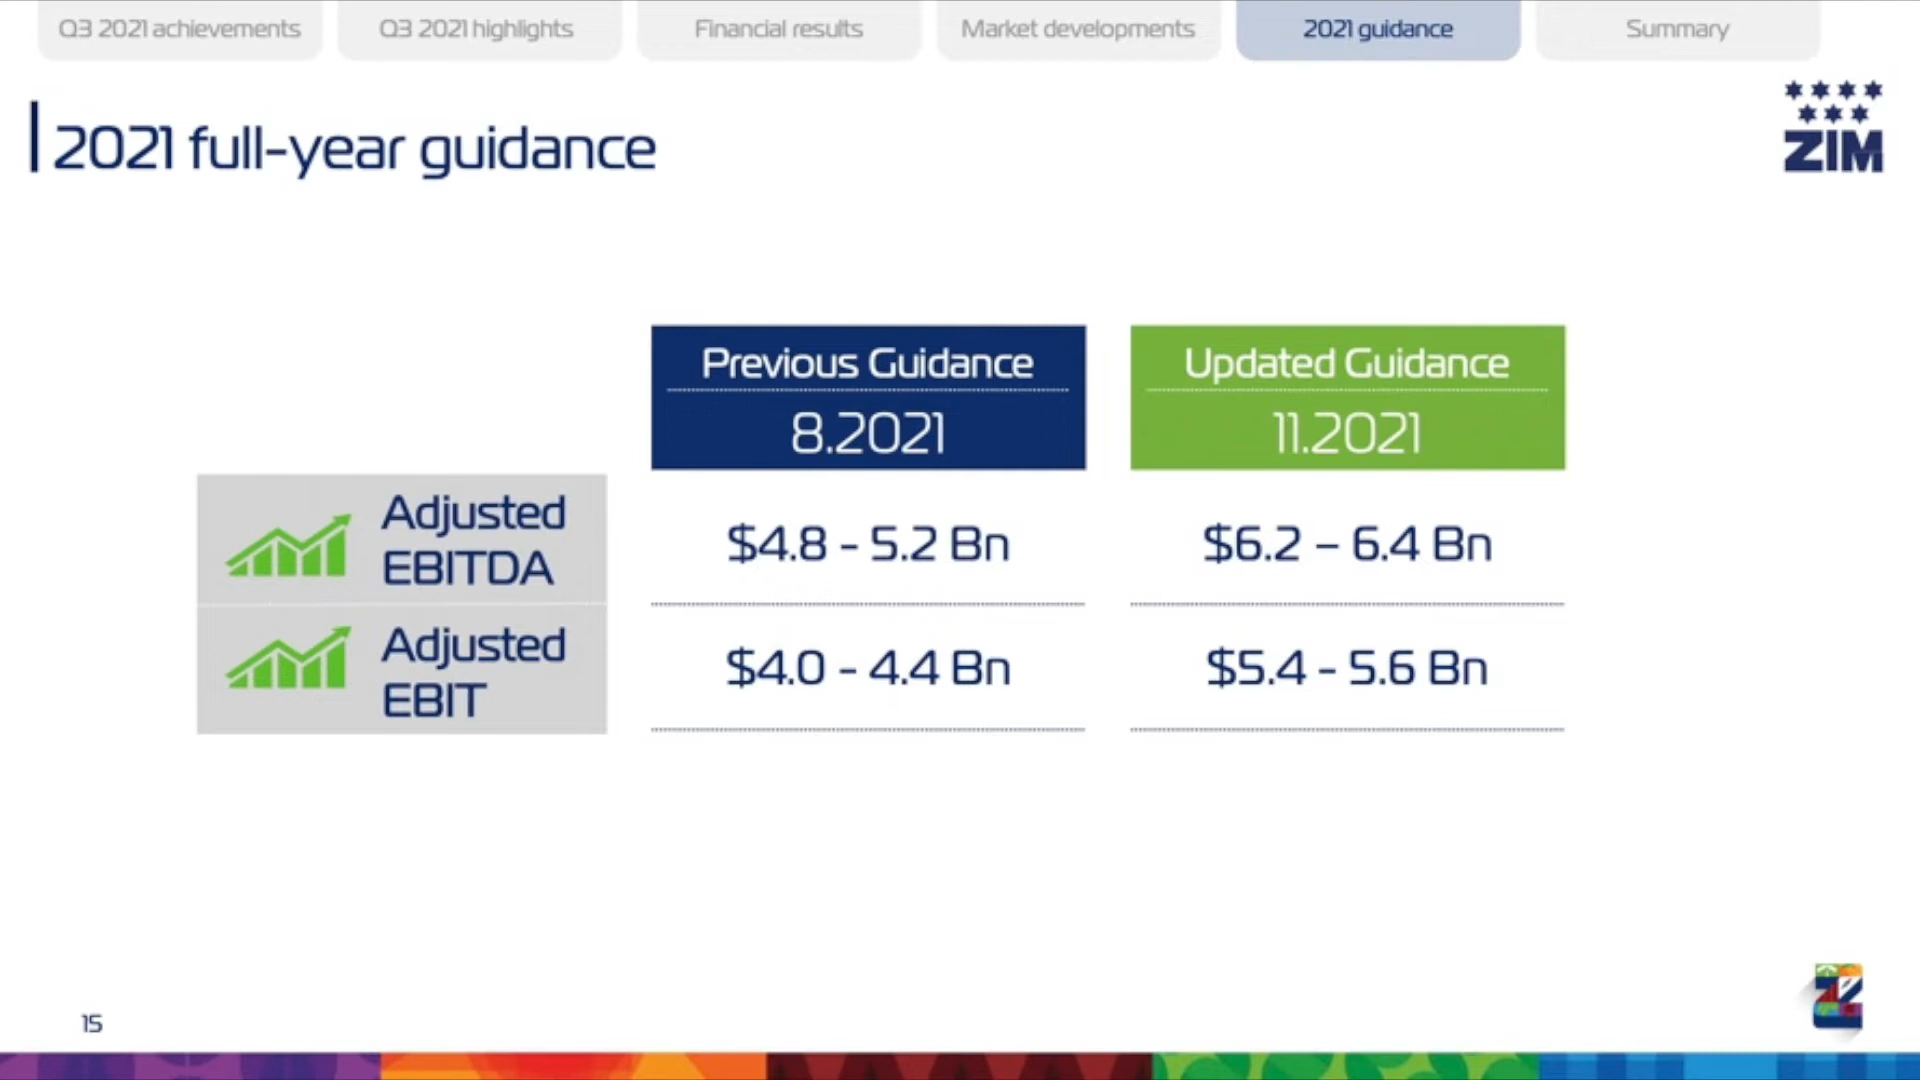 Q3 2021 achievements
Q3 2021 highlights
Financial results
Market developments
2021 guidance
Summary
2021 full-year guidance
ZIM
Previous Guidance
8.2021
Updated Guidance
11.2021
Adjusted
EBITDA
$4.8 - 5.2 Bn
$6.2 – 6.4 Bn
Adjusted
EBIT
$4.0 - 4.4 Bn
$5.4 - 5.6 Bn
15